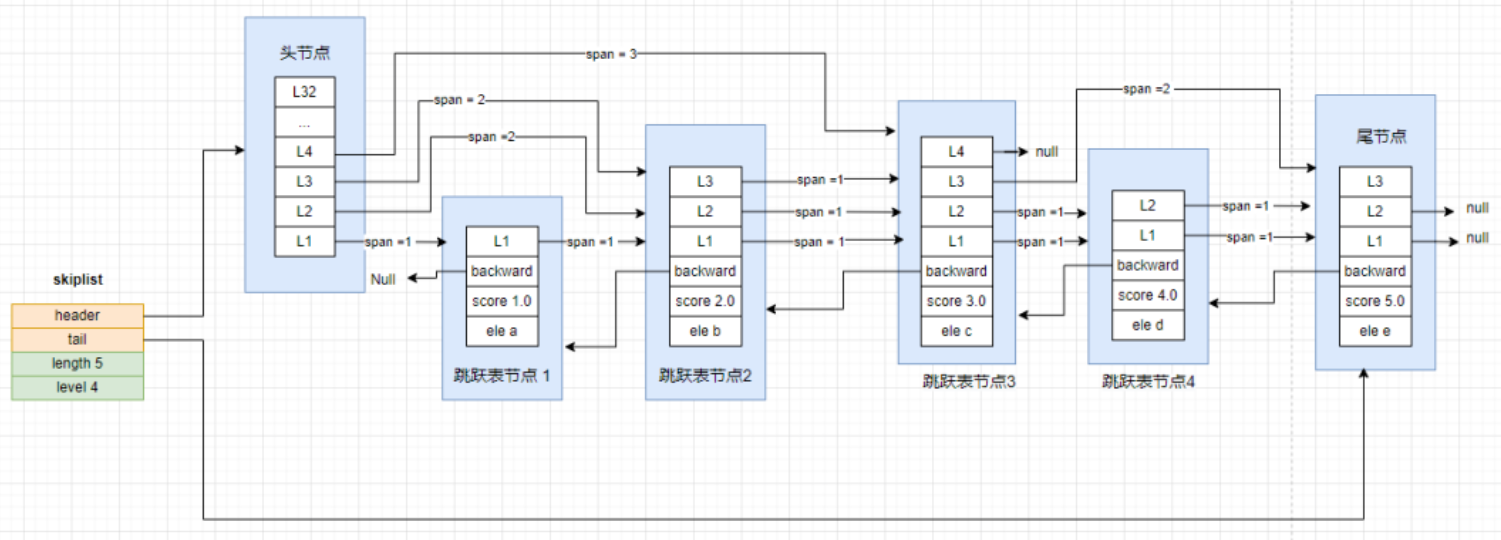 skiplist
header
tail
length 5
level 4
头节点
L32
...
L4
L3
L2
L1
span = 3
span = 2
span =2
span =1
Null
L1
backward
score 1.0
ele a
跳跃表节点 1
span =1
L3
L2
L1
backward
score 2.0
ele b
跳跃表节点2
span =1
span =1
span = 1
L4
L3
L2
L1
backward
score 3.0
ele c
跳跃表节点3
null
span =2
span =1
span =1
L2
L1
backward
score 4.0
ele d
跳跃表节点4
span =1
span =1
尾节点
L3
L2
L1
backward
score 5.0
ele e
null
null